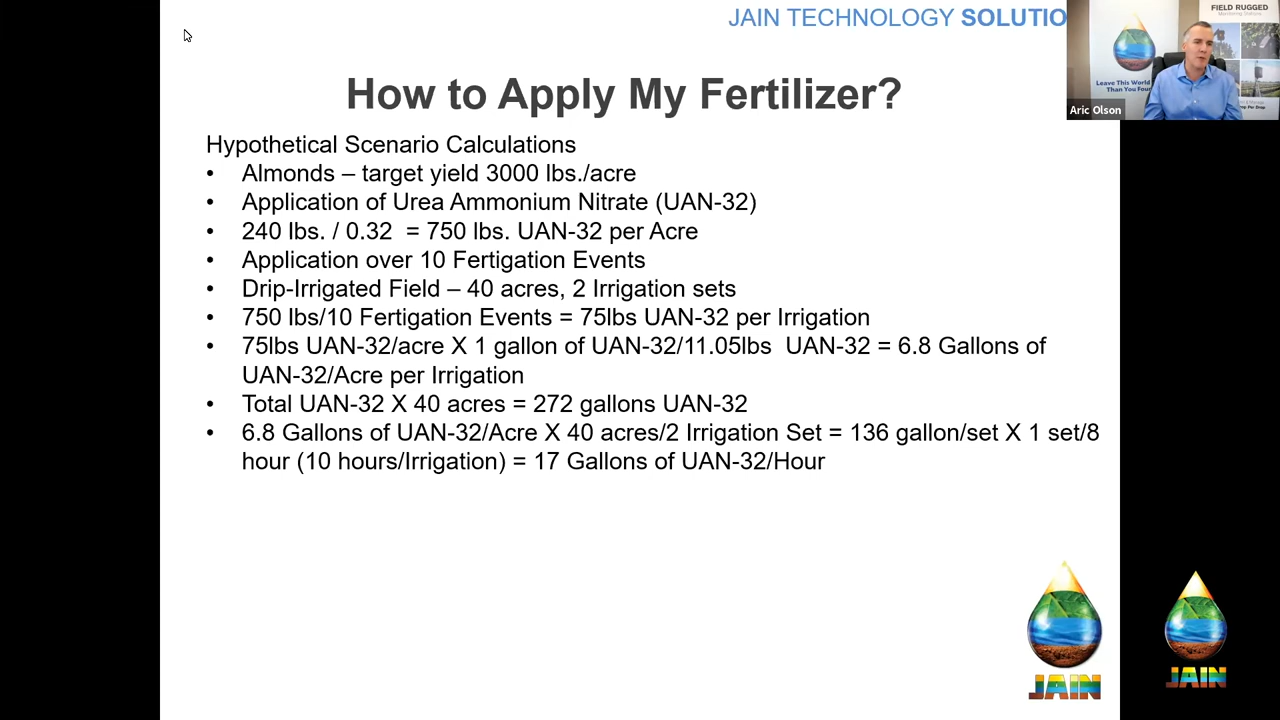 JAIN TECHNOLOGY SOLUTIO
FIELD RUGGED
Leave This World
Than You Foun
Aric Olson
How to Apply My Fertilizer?
Hypothetical Scenario Calculations
• Almonds – target yield 3000 lbs./acre
• Application of Urea Ammonium Nitrate (UAN-32)
• 240 lbs. / 0.32 = 750 lbs. UAN-32 per Acre
• Application over 10 Fertigation Events
• Drip-Irrigated Field – 40 acres, 2 Irrigation sets
• 750 lbs/10 Fertigation Events = 75lbs UAN-32 per Irrigation
• 75lbs UAN-32/acre X 1 gallon of UAN-32/11.05lbs UAN-32 = 6.8 Gallons of
UAN-32/Acre per Irrigation
• Total UAN-32 X 40 acres = 272 gallons UAN-32
• 6.8 Gallons of UAN-32/Acre X 40 acres/2 Irrigation Set = 136 gallon/set X 1 set/8
hour (10 hours/Irrigation) = 17 Gallons of UAN-32/Hour
JAIN
JAIN